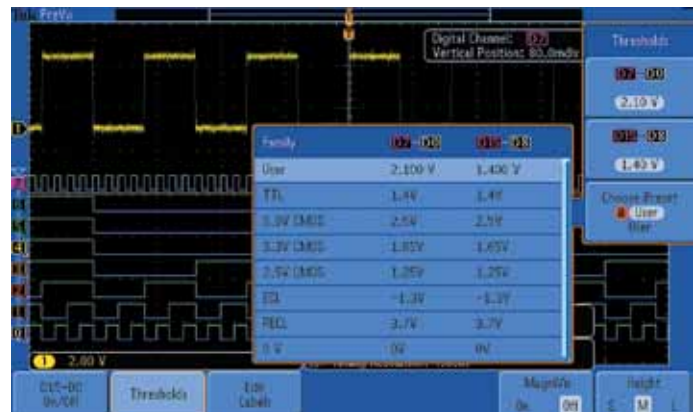 Tek PreVu
Digital Channel: D7
Vertical Position: 80.0mdiv
Thresholds
D7-D0
2.10 V
D15-D8
1.40 V
Choose Preset
a User
User
Family D7-D0 D15-D8
User 2.100 V 1.400 V
TTL 1.4V 1.4V
5.0V CMOS 2.5V 2.5V
3.3V CMOS 1.65V 1.65V
2.5V CMOS 1.25V 1.25V
ECL -1.3V -1.3V
PECL 3.7V 3.7V
0 V 0V 0V
1 2.00 V
D15-D0
On/Off
Thresholds
Edit
Labels
MagniVu
On Off
Height
S M L